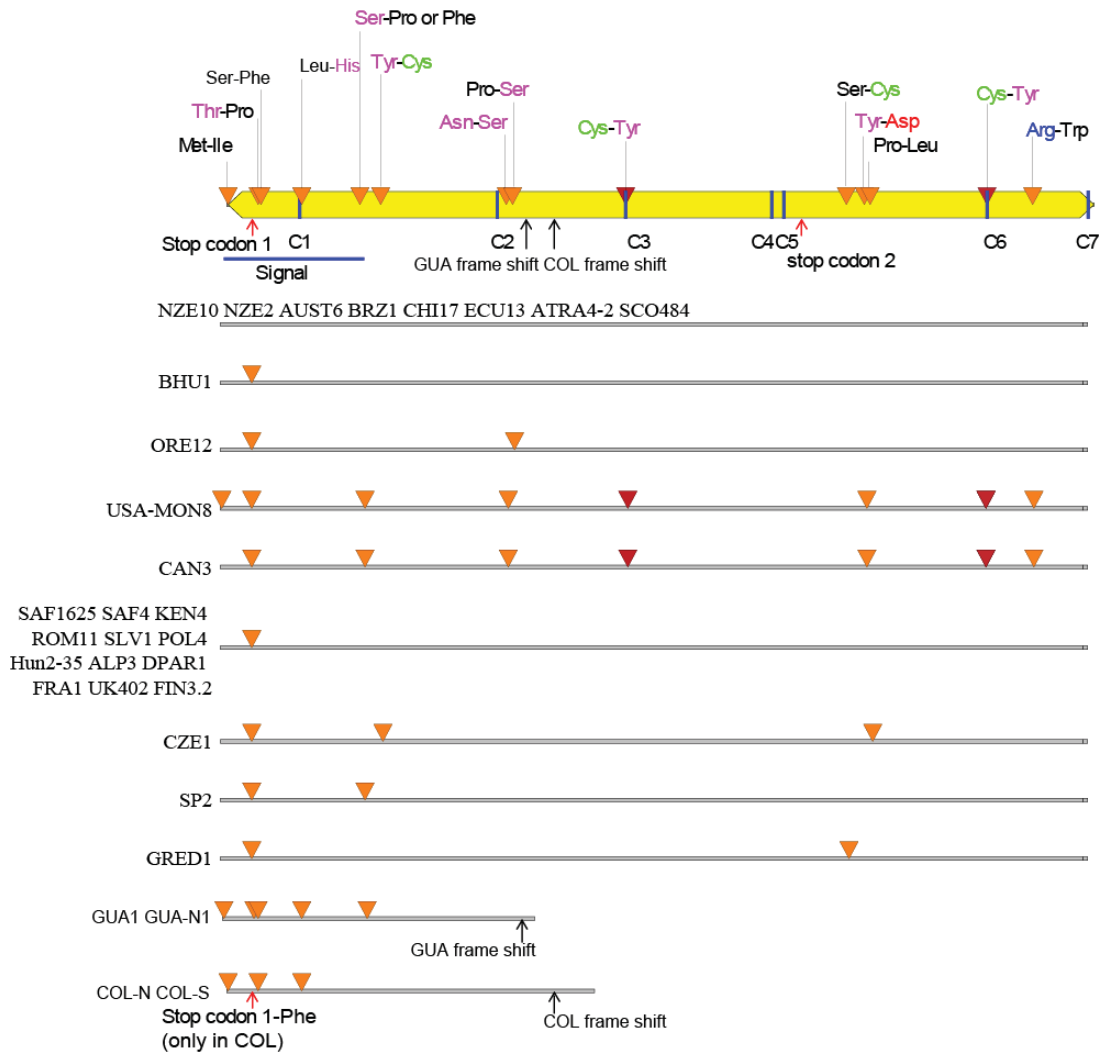 Ser-Pro or Phe
Ser-Phe
Leu-His
Tyr-Cys
Pro-Ser
Ser-Cys
Cys-Tyr
Thr-Pro
Asn-Ser
Cys-Tyr
Tyr-Asp
Arg-Trp
Met-Ile
Pro-Leu
Stop codon 1
C1
C2
C3
C4
C5
C6
C7
GUA frame shift
COL frame shift
stop codon 2
Signal
NZE10 NZE2 AUST6 BRZ1 CHI17 ECU13 ATRA4-2 SCO484
BHU1
ORE12
USA-MON8
CAN3
SAF1625 SAF4 KEN4
ROM11 SLV1 POL4
Hun2-35 ALP3 DPAR1
FRA1 UK402 FIN3.2
CZE1
SP2
GRED1
GUA1 GUA-N1
GUA frame shift
COL-N COL-S
Stop codon 1-Phe
(only in COL)
COL frame shift